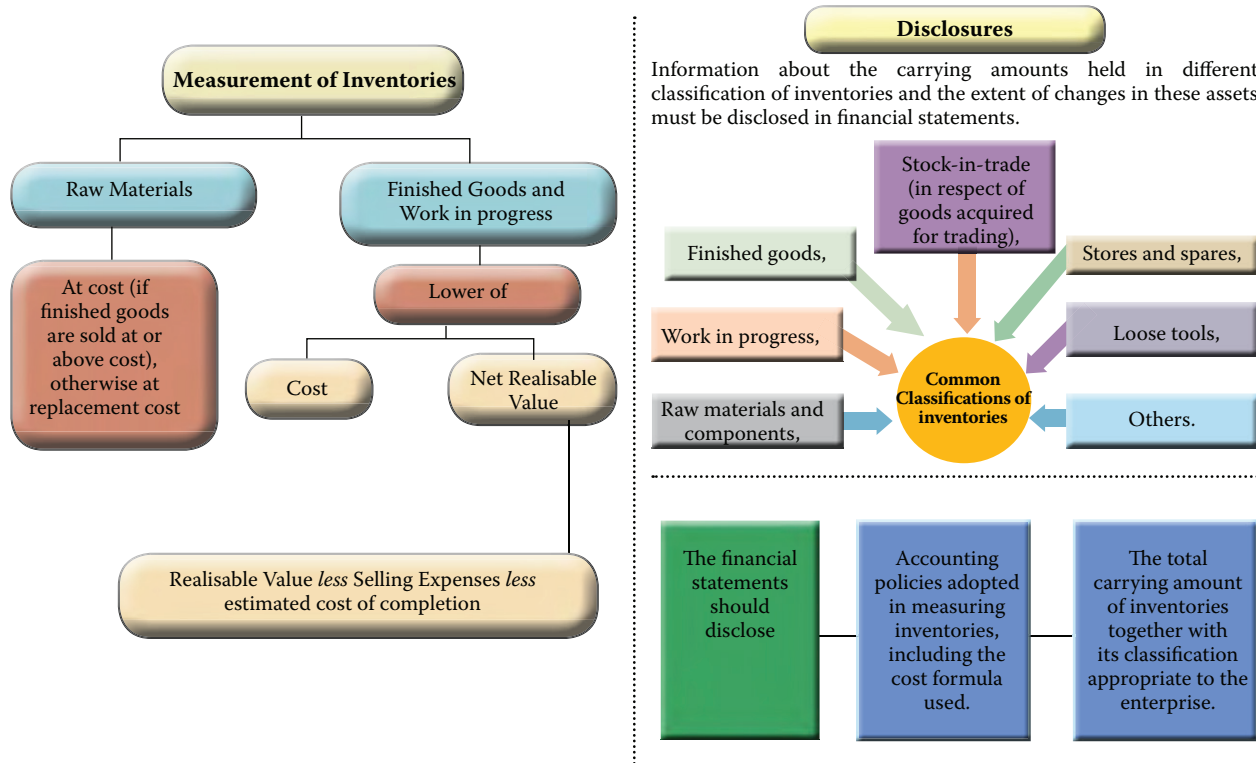 Measurement of Inventories
Raw Materials
Finished Goods and
Work in progress
At cost (if
finished goods
are sold at or
above cost),
otherwise at
replacement cost
Lower of
Cost
Net Realisable
Value
Realisable Value less Selling Expenses less
estimated cost of completion
Disclosures
Information about the carrying amounts held in different
classification of inventories and the extent of changes in these assets
must be disclosed in financial statements.
Stock-in-trade
(in respect of
goods acquired
for trading),
Finished goods,
Stores and spares,
Work in progress,
Loose tools,
Raw materials and
components,
Others.
Common
Classifications of
inventories
The financial
statements
should
disclose
Accounting
policies adopted
in measuring
inventories,
including the
cost formula
used.
The total
carrying amount
of inventories
together with
its classification
appropriate to the
enterprise.